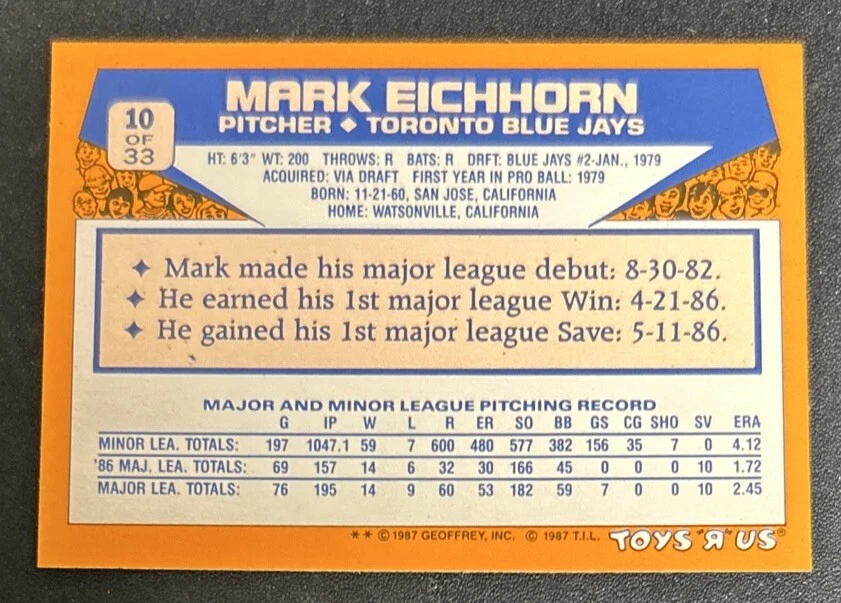 10
OF
33
MARK EICHHORN
PITCHER ◆ TORONTO BLUE JAYS
HT: 6'3" WT: 200 THROWS: R BATS: R DRFT: BLUE JAYS #2-JAN., 1979
ACQUIRED: VIA DRAFT FIRST YEAR IN PRO BALL: 1979
BORN: 11-21-60, SAN JOSE, CALIFORNIA
HOME: WATSONVILLE, CALIFORNIA
✦ Mark made his major league debut: 8-30-82.
✦ He earned his 1st major league Win: 4-21-86.
✦ He gained his 1st major league Save: 5-11-86.
MAJOR AND MINOR LEAGUE PITCHING RECORD
G IP W L R ER SO BB GS CG SHO SV ERA
MINOR LEA. TOTALS: 197 1047.1 59 7 600 480 577 382 156 35 7 0 4.12
'86 MAJ. LEA. TOTALS: 69 157 14 6 32 30 166 45 0 0 0 10 1.72
MAJOR LEA. TOTALS: 76 195 14 9 60 53 182 59 7 0 0 10 2.45
** © 1987 GEOFFREY, INC. © 1987 T.I.L. TOYS "Я" US®